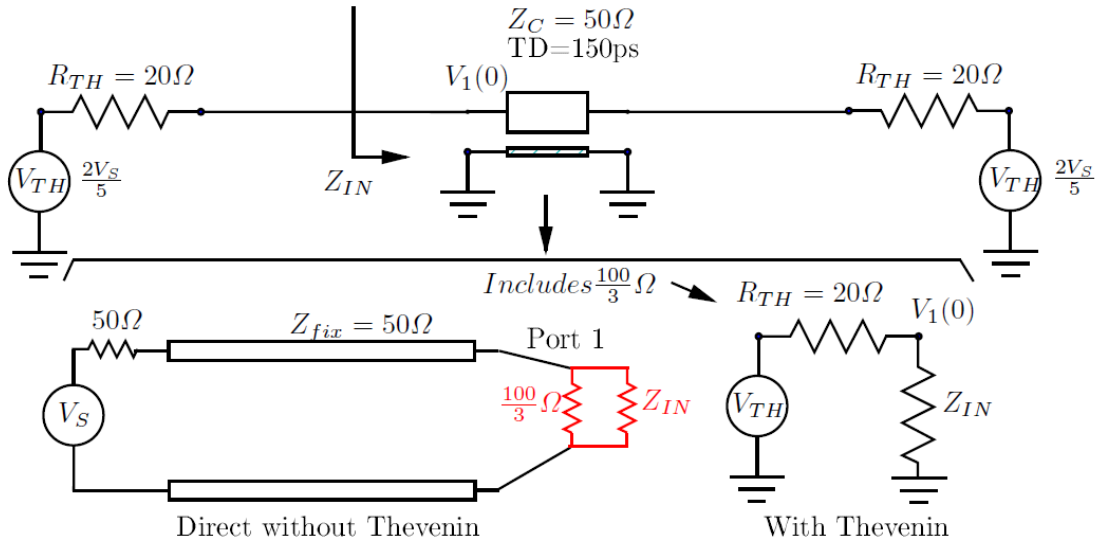 Z_C = 50Ω
TD=150ps
R_TH = 20Ω
V_1(0)
R_TH = 20Ω
V_TH
2V_S/5
Z_IN
V_TH
2V_S/5
Includes 100/3 Ω
R_TH = 20Ω
V_1(0)
50Ω
Z_fix = 50Ω
Port 1
V_S
100/3 Ω
Z_IN
V_TH
Z_IN
Direct without Thevenin
With Thevenin